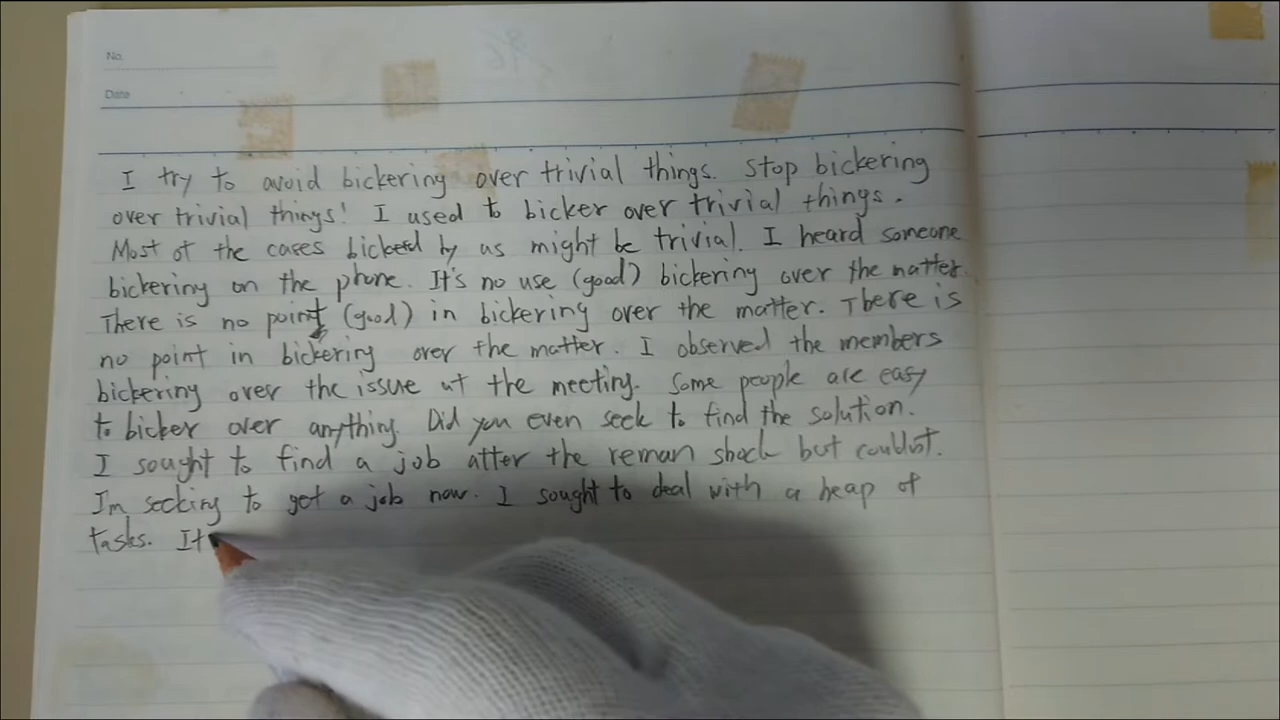 No.
Date
I try to avoid bickering over trivial things. Stop bickering
over trivial things! I used to bicker over trivial things.
Most of the cases by us might be trivial. I heard someone
bickering on the phone. It's no use (good) bickering over the matter.
There is no point (good) in bickering over the matter. There is
no point in bickering over the matter. I observed the members
bickering over the issue at the meeting. Some people are easy
to bicker over anything. Did you even seek to find the solution.
I sought to find a job after the reman shock but couldn't.
I'm seeking to get a job now. I sought to deal with a heap of
tasks. It